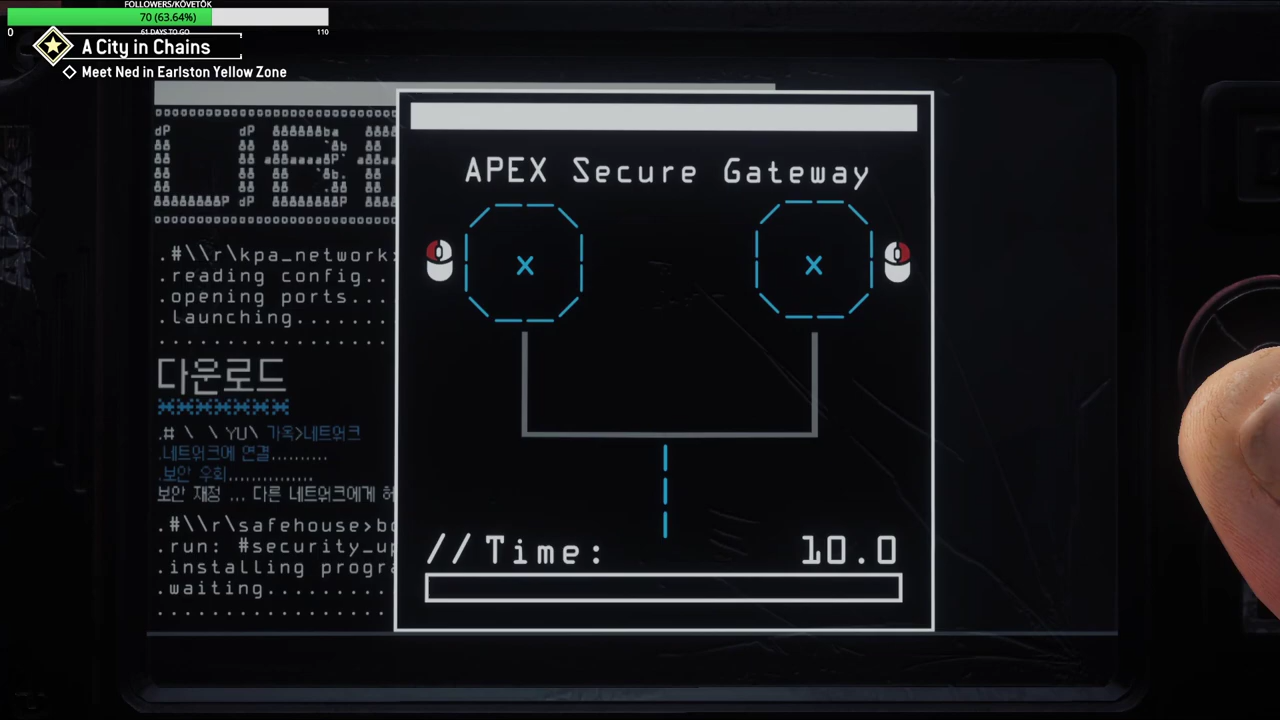 FOLLOWERS/KÖVETŐK
70 (63.64%)
0
61 DAYS TO GO
110
A City in Chains
Meet Ned in Earlston Yellow Zone
APEX Secure Gateway
.#\\r\kpa_network:
.reading config..
.opening ports...
.launching.......
다운로드
.# \ \ YU\ 가옥>네트워크
.네트워크에 연결..........
.보안 우회...............
보안 재정 ... 다른 네트워크에게 허
.#\\r\safehouse>bo
.run: #security_up
.installing progra
.waiting..........
//Time: 10.0